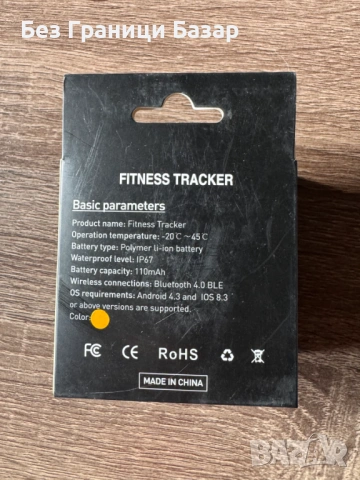 Без Граници Базар
FITNESS TRACKER
Basic parameters
Product name: Fitness Tracker
Operation temperature: -20℃~45℃
Battery type: Polymer li-ion battery
Waterproof level: IP67
Battery capacity: 110mAh
Wireless connections: Bluetooth 4.0 BLE
OS requirements: Android 4.3 and IOS 8.3
or above versions are supported.
Color:
FC CE RoHS
MADE IN CHINA
BAZAR